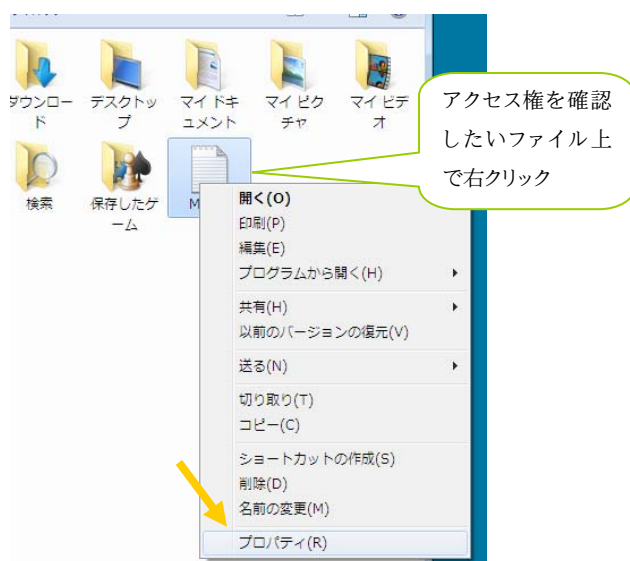 ダウンロー
ド
デスクトッ
プ
マイ ドキ
ュメント
マイ ピク
チャ
マイ ビデ
オ
アクセス権を確認
したいファイル上
で右クリック
検索
保存したゲ
ーム
M
開く(O)
印刷(P)
編集(E)
プログラムから開く(H)
共有(H)
以前のバージョンの復元(V)
送る(N)
切り取り(T)
コピー(C)
ショートカットの作成(S)
削除(D)
名前の変更(M)
プロパティ(R)